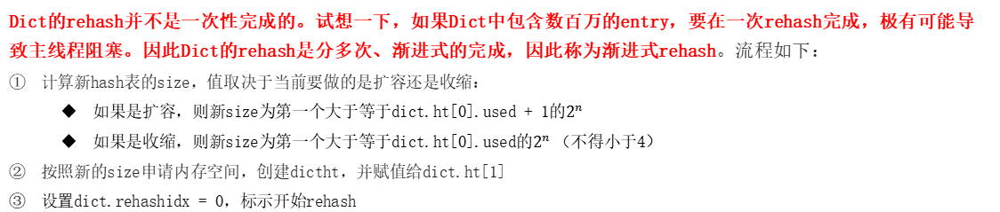 Dict的rehash并不是一次性完成的。试想一下，如果Dict中包含数百万的entry，要在一次rehash完成，极有可能导
致主线程阻塞。因此Dict的rehash是分多次、渐进式的完成，因此称为渐进式rehash。流程如下：
① 计算新hash表的size，值取决于当前要做的是扩容还是收缩：
◆ 如果是扩容，则新size为第一个大于等于dict.ht[0].used + 1的2ⁿ
◆ 如果是收缩，则新size为第一个大于等于dict.ht[0].used的2ⁿ （不得小于4）
② 按照新的size申请内存空间，创建dictht，并赋值给dict.ht[1]
③ 设置dict.rehashidx = 0，标示开始rehash